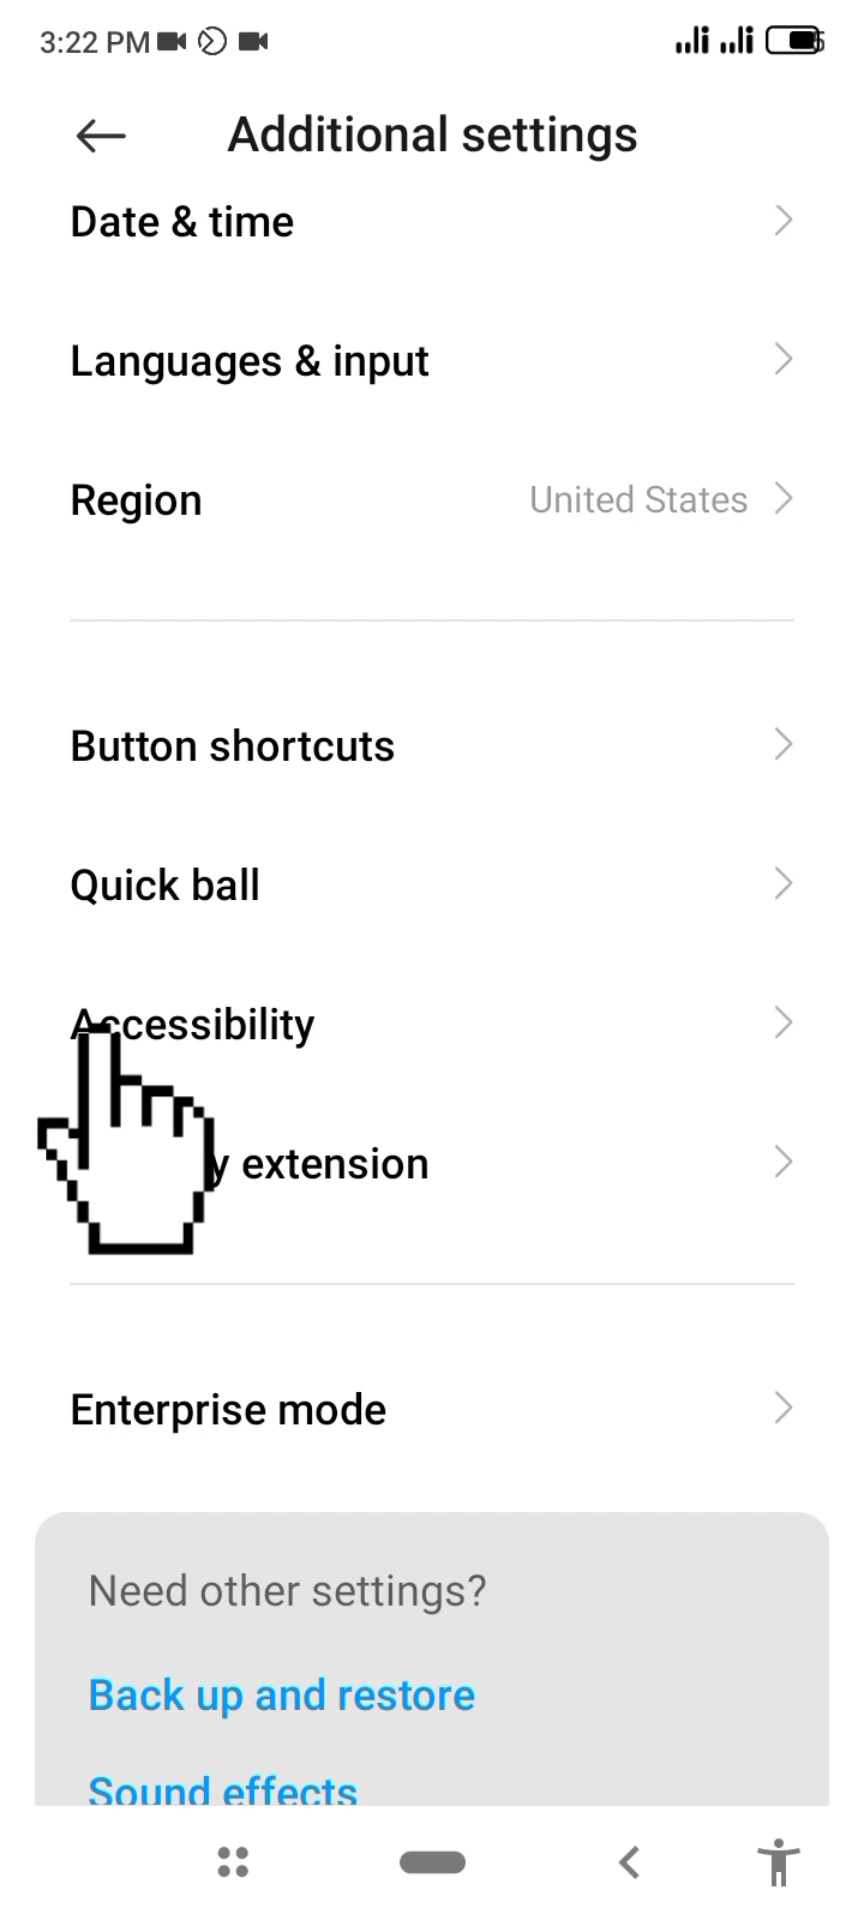 3:22 PM
Additional settings
Date & time
Languages & input
Region
United States
Button shortcuts
Quick ball
Accessibility
extension
Enterprise mode
Need other settings?
Back up and restore
Sound effects